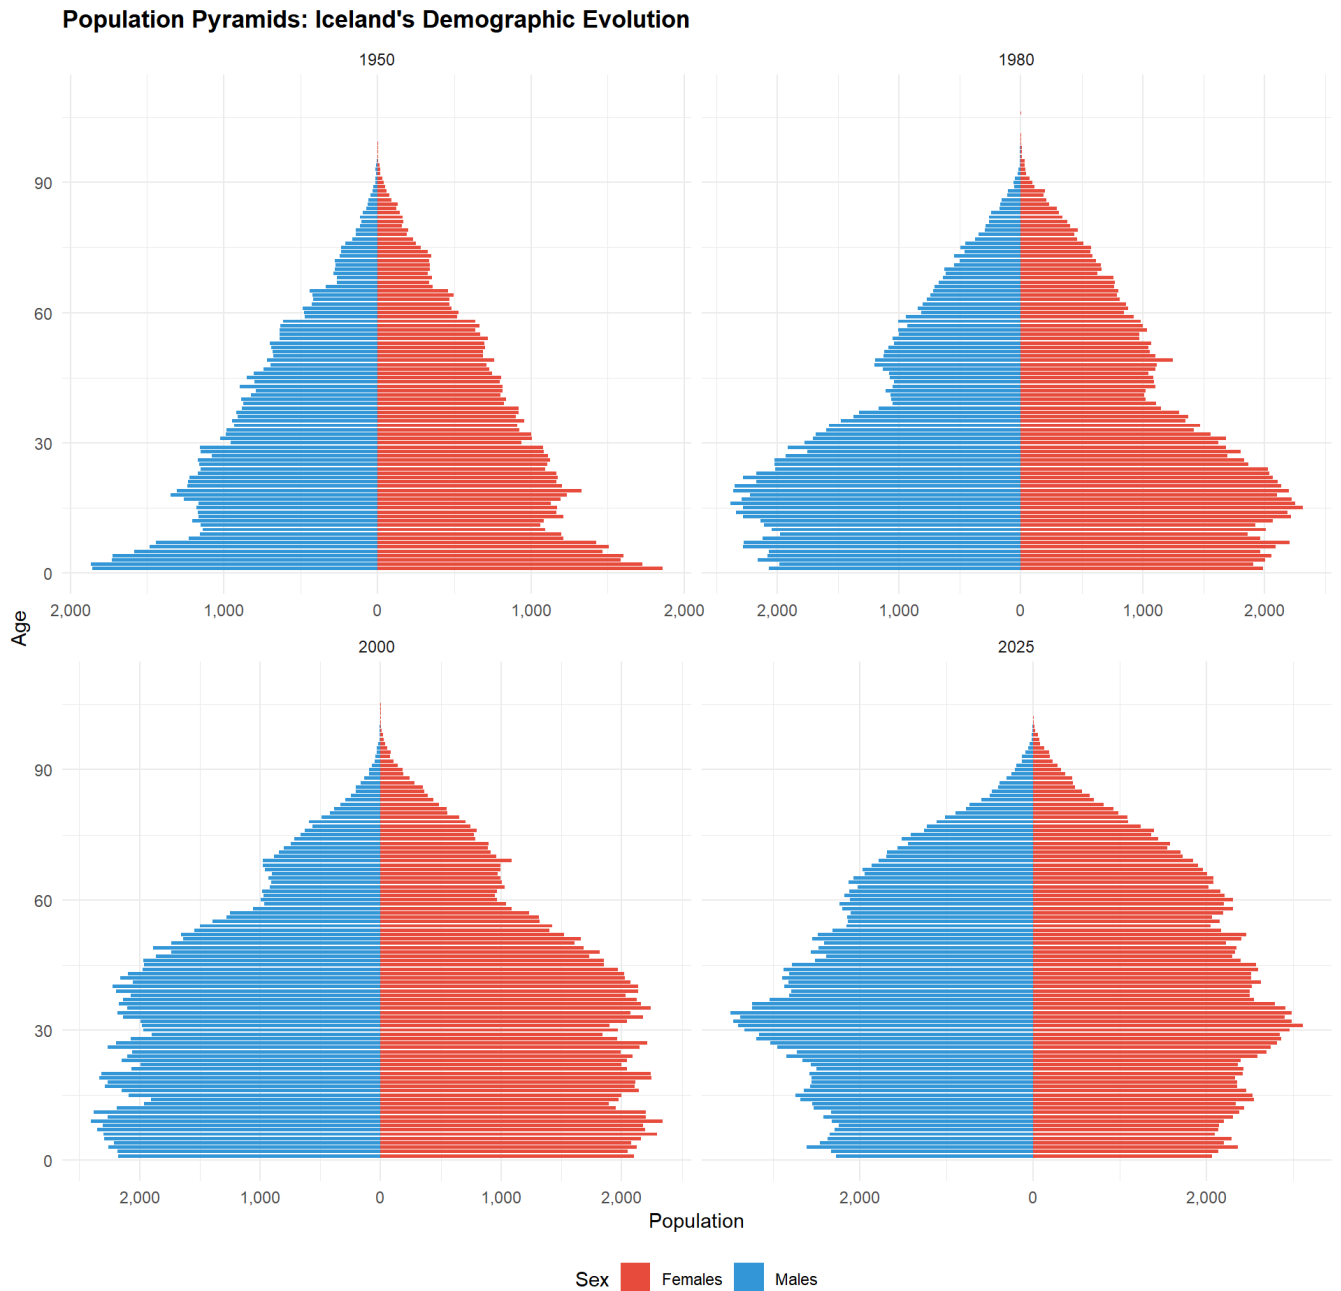 Population Pyramids: Iceland's Demographic Evolution
1950
1980
90
60
30
0
2,000 1,000 0 1,000 2,000
2,000 1,000 0 1,000 2,000
Age
2000
2025
90
60
30
0
2,000 1,000 0 1,000 2,000
2,000 0 2,000
Population
Sex Females Males